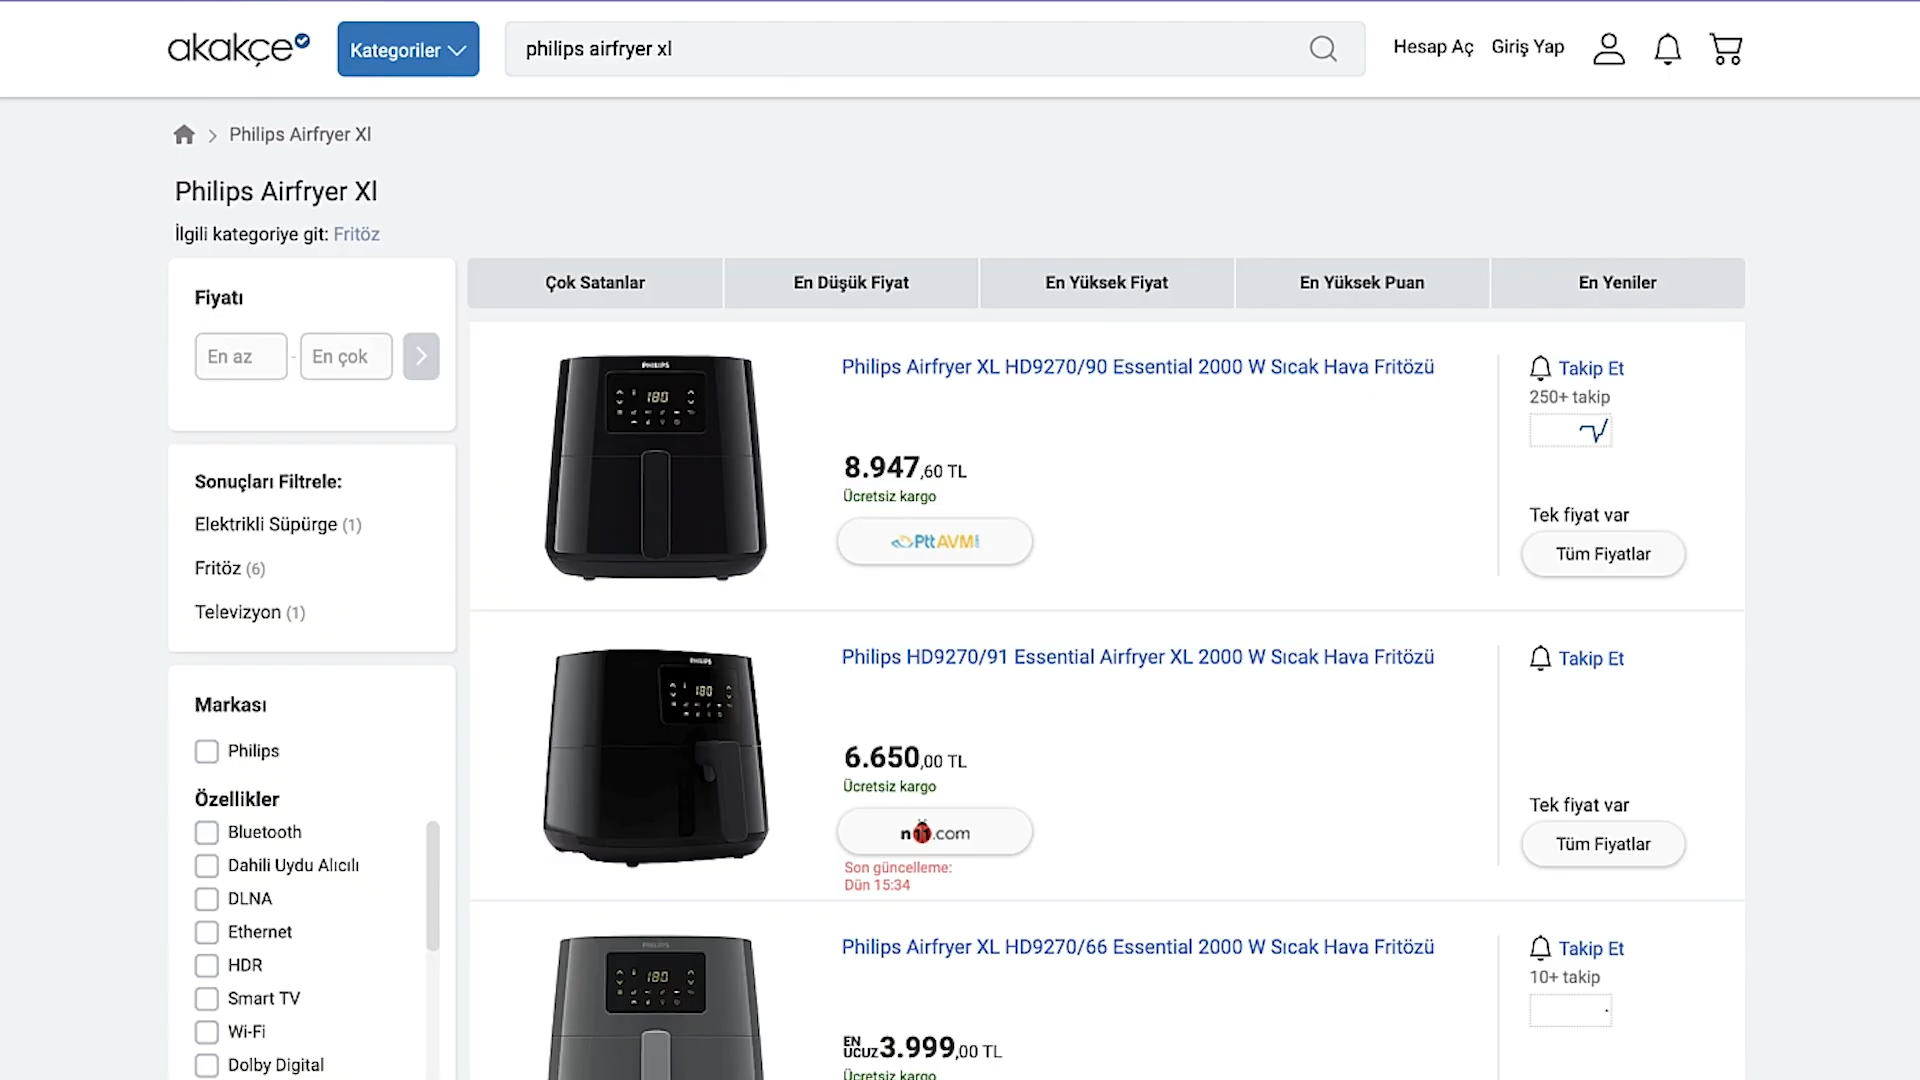 akakçe
Kategoriler
philips airfryer xl
Hesap Aç
Giriş Yap
Philips Airfryer Xl
Philips Airfryer Xl
İlgili kategoriye git: Fritöz
Fiyatı
En az - En çok
Sonuçları Filtrele:
Elektrikli Süpürge (1)
Fritöz (6)
Televizyon (1)
Markası
Philips
Özellikler
Bluetooth
Dahili Uydu Alıcılı
DLNA
Ethernet
HDR
Smart TV
Wi-Fi
Dolby Digital
Çok Satanlar
En Düşük Fiyat
En Yüksek Fiyat
En Yüksek Puan
En Yeniler
PHILIPS
180
Philips Airfryer XL HD9270/90 Essential 2000 W Sıcak Hava Fritözü
8.947,60 TL
Ücretsiz kargo
PttAVM
Takip Et
250+ takip
Tek fiyat var
Tüm Fiyatlar
PHILIPS
180
Philips HD9270/91 Essential Airfryer XL 2000 W Sıcak Hava Fritözü
6.650,00 TL
Ücretsiz kargo
n11.com
Son güncelleme:
Dün 15:34
Takip Et
Tek fiyat var
Tüm Fiyatlar
PHILIPS
180
Philips Airfryer XL HD9270/66 Essential 2000 W Sıcak Hava Fritözü
EN UCUZ 3.999,00 TL
Ücretsiz kargo
Takip Et
10+ takip